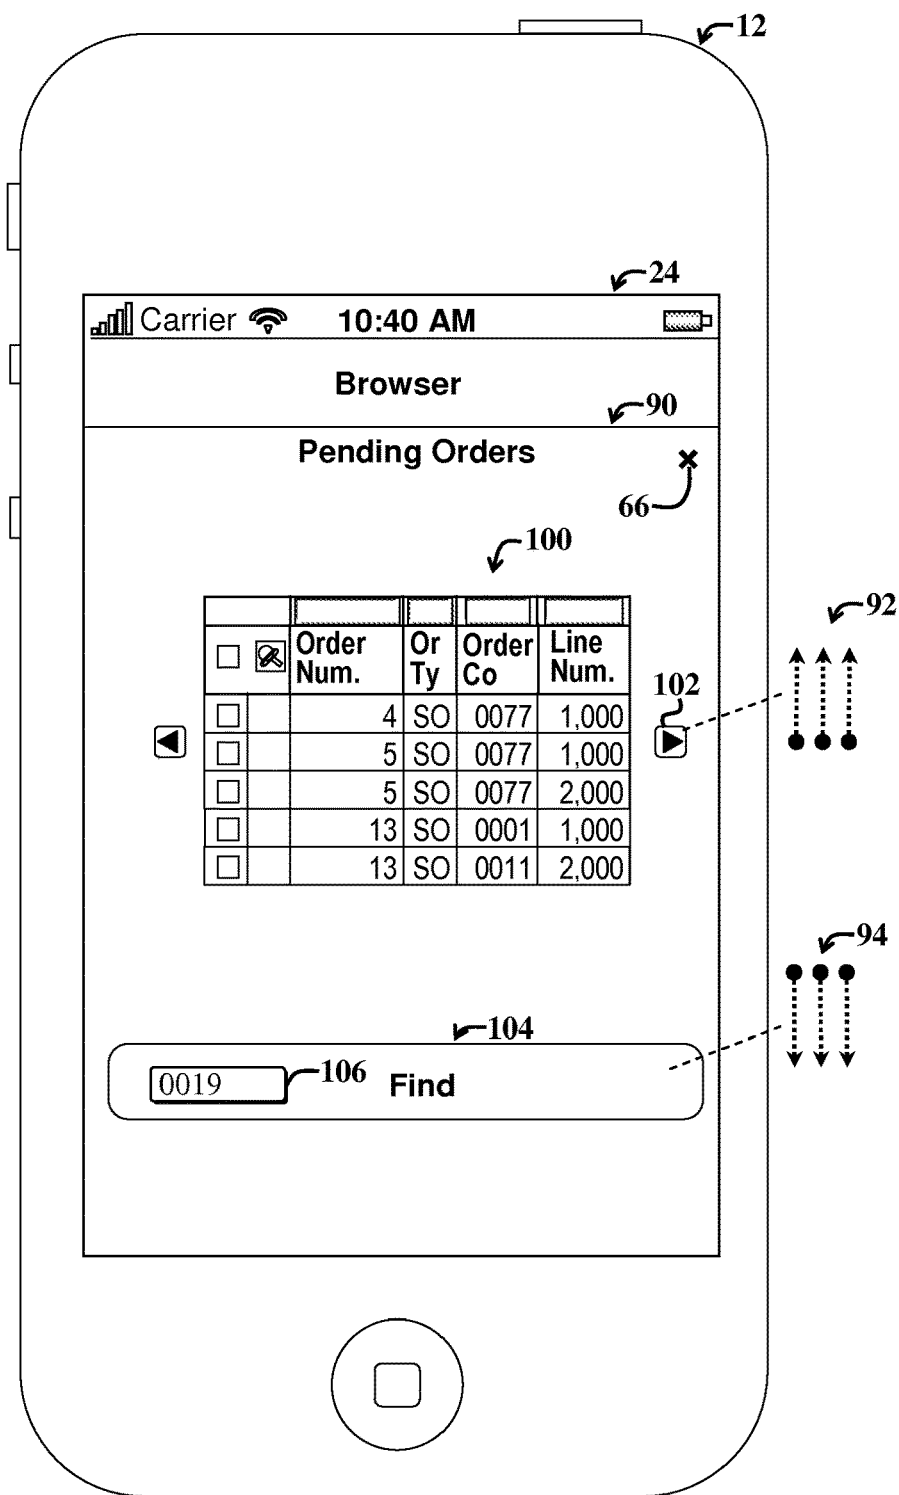 12
24
Carrier 10:40 AM
Browser
90
Pending Orders
66
100
92
Order Num. Or Ty Order Co Line Num.
102
4 SO 0077 1,000
5 SO 0077 1,000
5 SO 0077 2,000
13 SO 0001 1,000
13 SO 0011 2,000
94
104
0019 106 Find